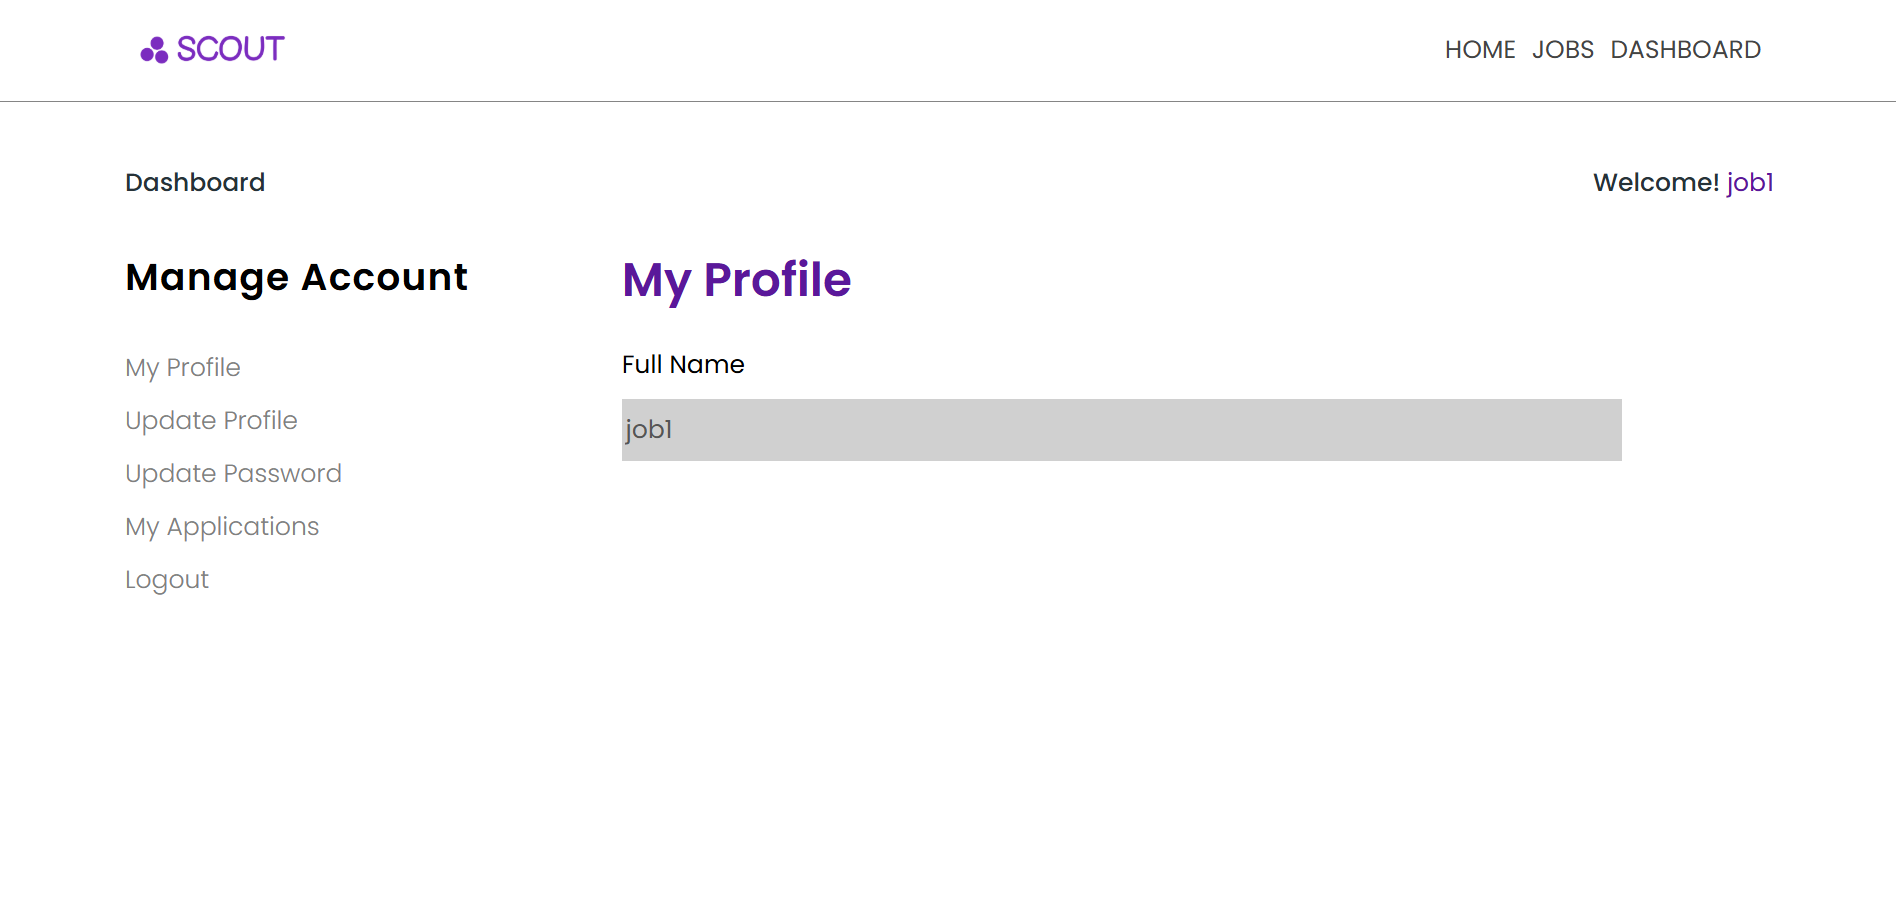 SCOUT
HOME JOBS DASHBOARD
Dashboard
Welcome! job1
Manage Account
My Profile
Update Profile
Update Password
My Applications
Logout
My Profile
Full Name
job1